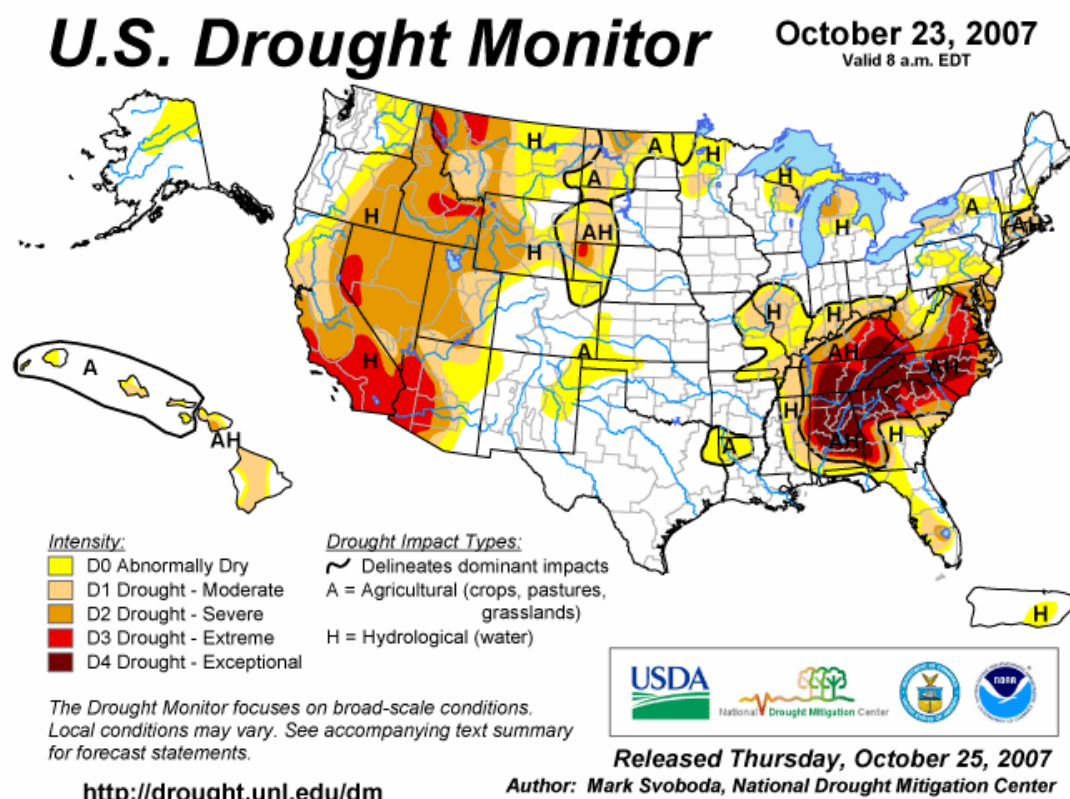 U.S. Drought Monitor
October 23, 2007
Valid 8 a.m. EDT
H
A
H
H
A
H
AH
H
A
AH
H
H
H
H
AH
AH
A
H
A
H
H
AH
A
AH
Intensity:
D0 Abnormally Dry
D1 Drought - Moderate
D2 Drought - Severe
D3 Drought - Extreme
D4 Drought - Exceptional
Drought Impact Types:
Delineates dominant impacts
A = Agricultural (crops, pastures,
grasslands)
H = Hydrological (water)
H
USDA
National Drought Mitigation Center
NOAA
The Drought Monitor focuses on broad-scale conditions.
Local conditions may vary. See accompanying text summary
for forecast statements.
http://drought.unl.edu/dm
Released Thursday, October 25, 2007
Author: Mark Svoboda, National Drought Mitigation Center